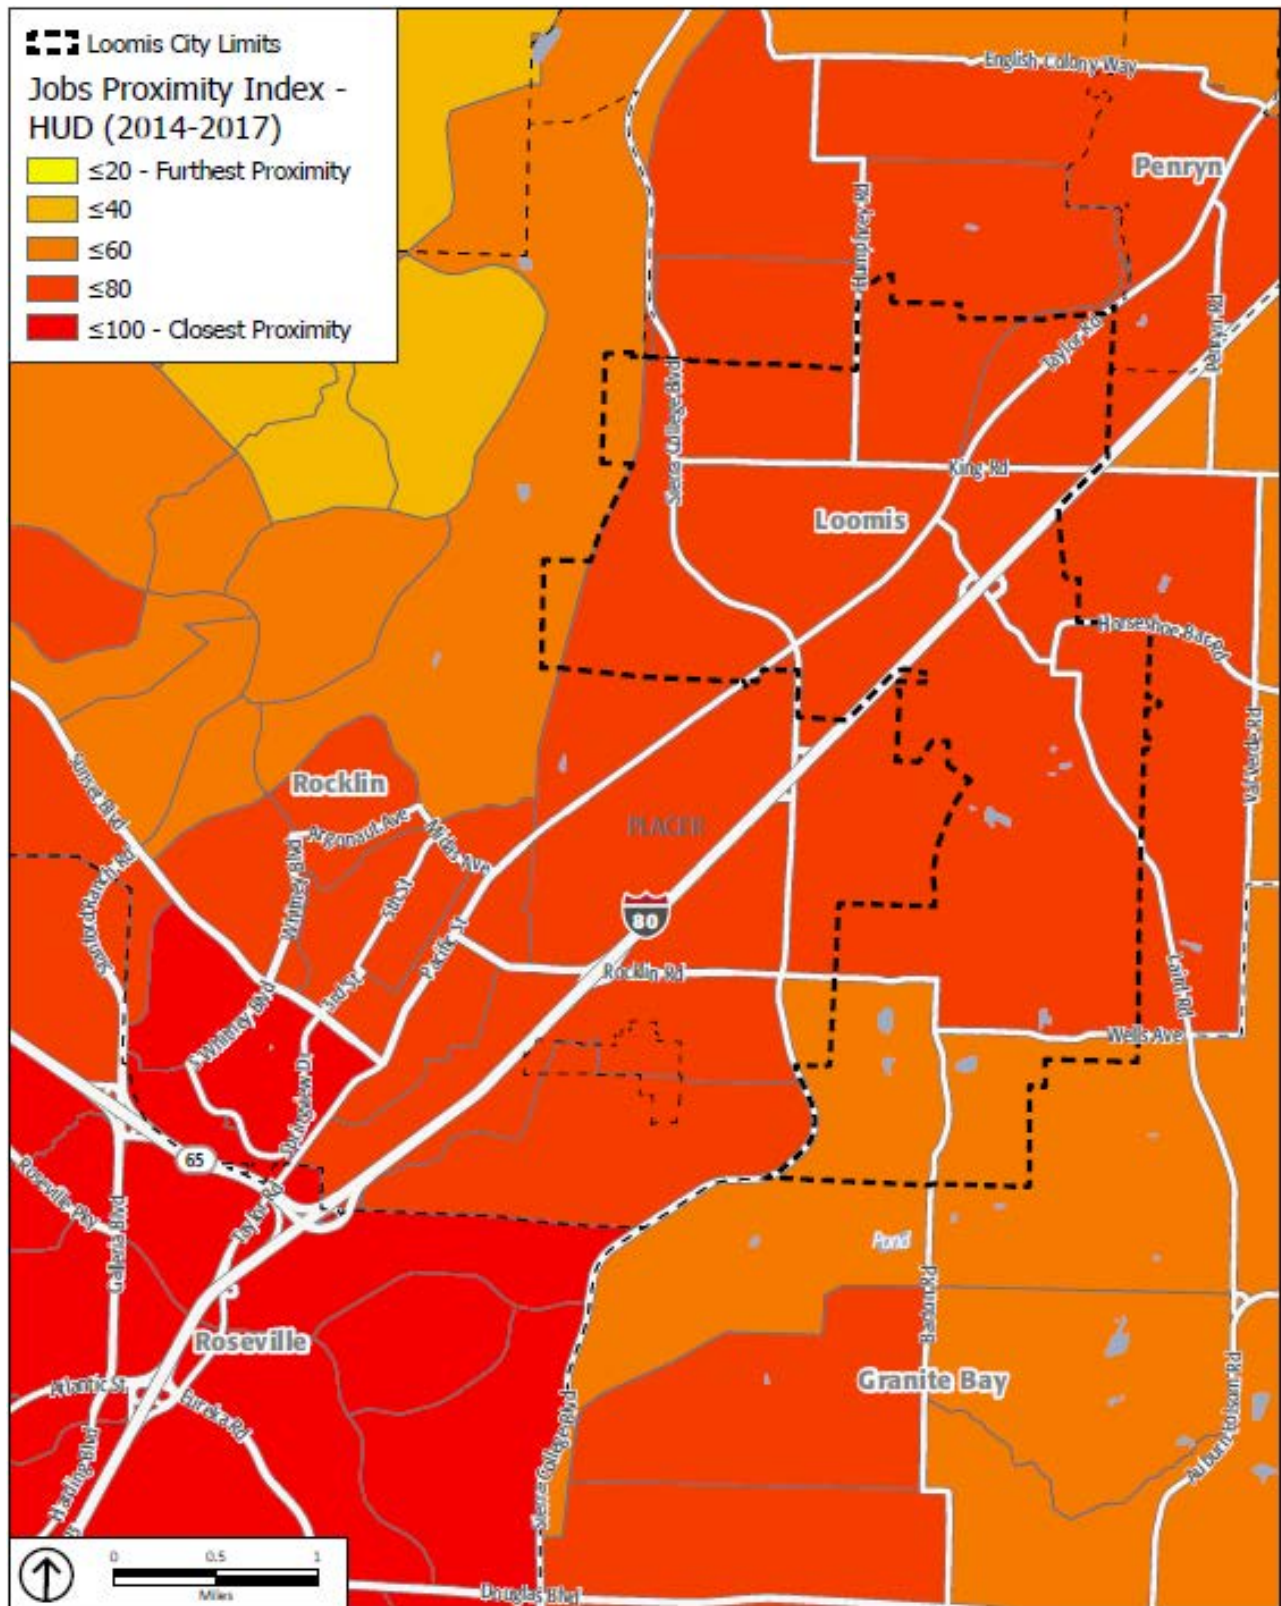 Loomis City Limits
Jobs Proximity Index -
HUD (2014-2017)
≤20 - Furthest Proximity
≤40
≤60
≤80
≤100 - Closest Proximity
English Colony Way
Penryn
Humphrey Rd
Taylor Rd
Penryn Rd
Sierra College Blvd
King Rd
Loomis
Horseshoe Bar Rd
Val Verde Rd
Sunset Blvd
Rocklin
Argonaut Ave
Midas Ave
PLACER
Stanford Ranch Rd
Whitney Blvd
5th St
Pacific St
80
Rocklin Rd
3rd St
S Whitney Blvd
Laird Rd
Wells Ave
Springview Dr
65
Roseville Pky
Galleria Blvd
Taylor Rd
Pond
Barton Rd
Roseville
Granite Bay
Atlantic St
Eureka Rd
Harding Blvd
Sierra College Blvd
Auburn Folsom Rd
Douglas Blvd
0 0.5 1
Miles